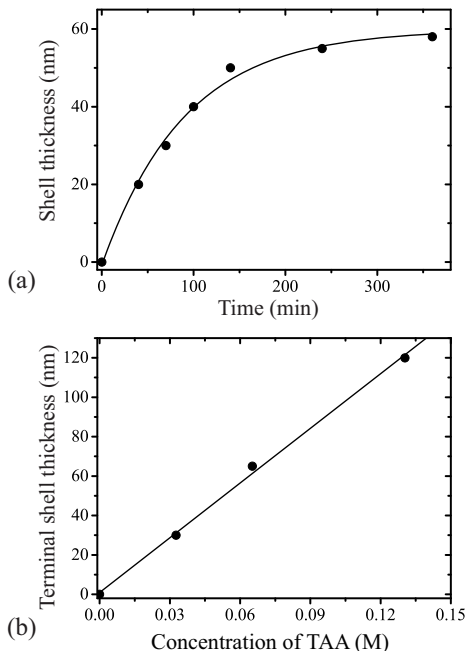 60
40
20
0
Shell thickness (nm)
0 100 200 300
(a)
Time (min)
120
100
80
60
40
20
0
Terminal shell thickness (nm)
0.00 0.03 0.06 0.09 0.12 0.15
(b)
Concentration of TAA (M)